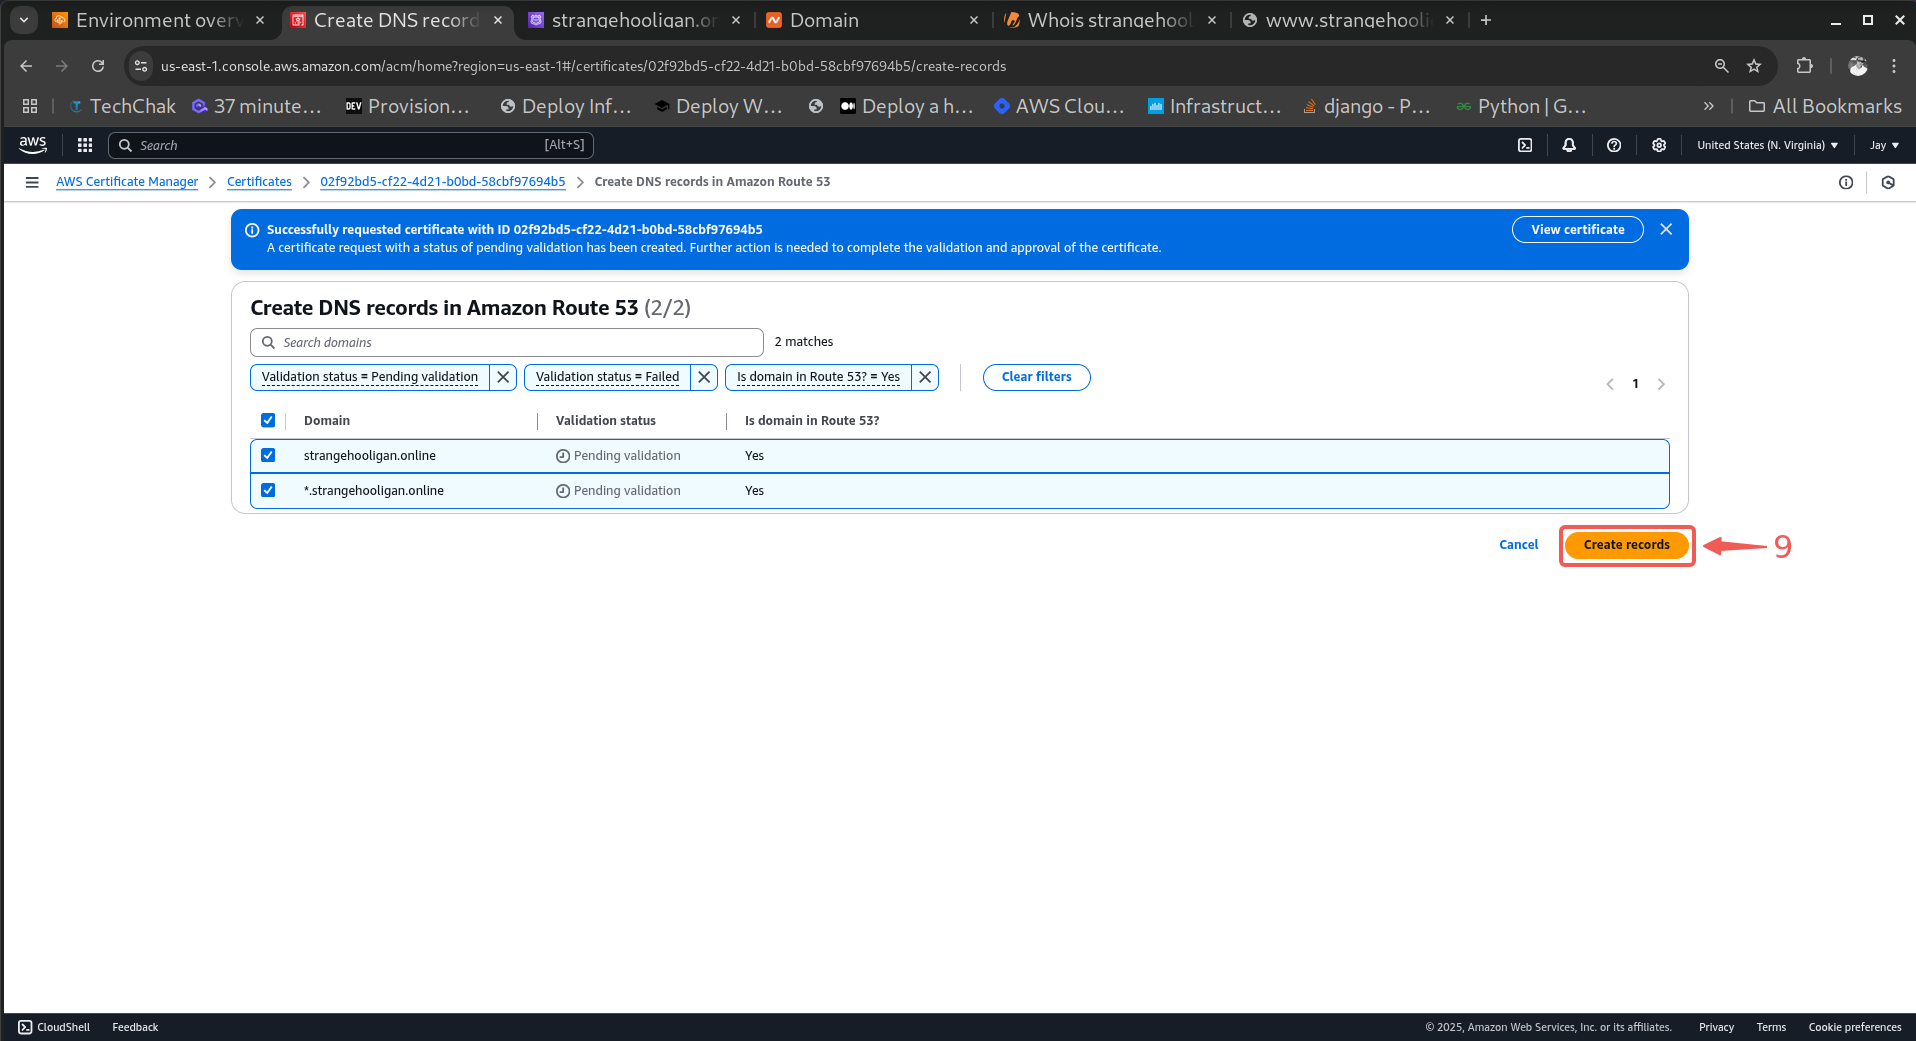 Environment overv
Create DNS record
strangehooligan.or
Domain
Whois strangehool
www.strangehooli
us-east-1.console.aws.amazon.com/acm/home?region=us-east-1#/certificates/02f92bd5-cf22-4d21-b0bd-58cbf97694b5/create-records
TechChak
37 minute...
DEV Provision...
Deploy Inf...
Deploy W...
Deploy a h...
AWS Clou...
Infrastruct...
django - P...
Python | G...
All Bookmarks
aws
Search
[Alt+S]
United States (N. Virginia)
Jay
AWS Certificate Manager
Certificates
02f92bd5-cf22-4d21-b0bd-58cbf97694b5
Create DNS records in Amazon Route 53
Successfully requested certificate with ID 02f92bd5-cf22-4d21-b0bd-58cbf97694b5
A certificate request with a status of pending validation has been created. Further action is needed to complete the validation and approval of the certificate.
View certificate
Create DNS records in Amazon Route 53 (2/2)
Search domains
2 matches
Validation status = Pending validation
Validation status = Failed
Is domain in Route 53? = Yes
Clear filters
1
Domain Validation status Is domain in Route 53?
strangehooligan.online Pending validation Yes
*.strangehooligan.online Pending validation Yes
Cancel
Create records
9
CloudShell
Feedback
© 2025, Amazon Web Services, Inc. or its affiliates.
Privacy
Terms
Cookie preferences